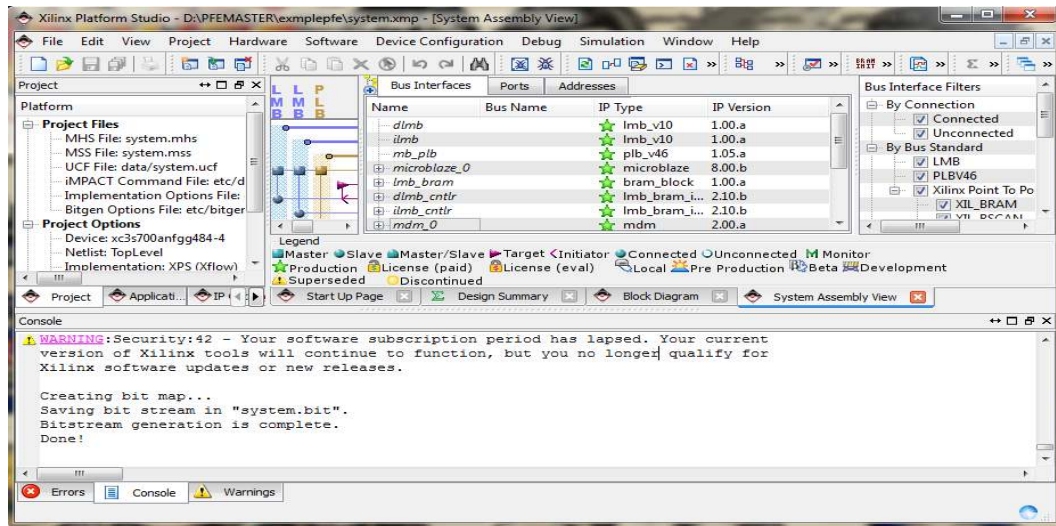 Xilinx Platform Studio - D:\PFEMASTER\exmplepfe\system.xmp - [System Assembly View]
File Edit View Project Hardware Software Device Configuration Debug Simulation Window Help
Project
Platform
Project Files
MHS File: system.mhs
MSS File: system.mss
UCF File: data/system.ucf
iMPACT Command File: etc/d
Implementation Options File:
Bitgen Options File: etc/bitger
Project Options
Device: xc3s700anfgg484-4
Netlist: TopLevel
Implementation: XPS (Xflow)
Project Applicati... IP
L L P
M M L
B B B
Bus Interfaces Ports Addresses
Name Bus Name IP Type IP Version
dlmb lmb_v10 1.00.a
ilmb lmb_v10 1.00.a
mb_plb plb_v46 1.05.a
microblaze_0 microblaze 8.00.b
lmb_bram bram_block 1.00.a
dlmb_cntlr lmb_bram_i... 2.10.b
ilmb_cntlr lmb_bram_i... 2.10.b
mdm_0 mdm 2.00.a
Legend
Master Slave Master/Slave Target Initiator Connected Unconnected M Monitor
Production License (paid) License (eval) Local Pre Production Beta Development
Superseded Discontinued
Start Up Page Design Summary Block Diagram System Assembly View
Bus Interface Filters
By Connection
Connected
Unconnected
By Bus Standard
LMB
PLBV46
Xilinx Point To Po
XIL_BRAM
XIL_BSCAN
Console
WARNING:Security:42 - Your software subscription period has lapsed. Your current
version of Xilinx tools will continue to function, but you no longer qualify for
Xilinx software updates or new releases.
Creating bit map...
Saving bit stream in "system.bit".
Bitstream generation is complete.
Done!
Errors Console Warnings